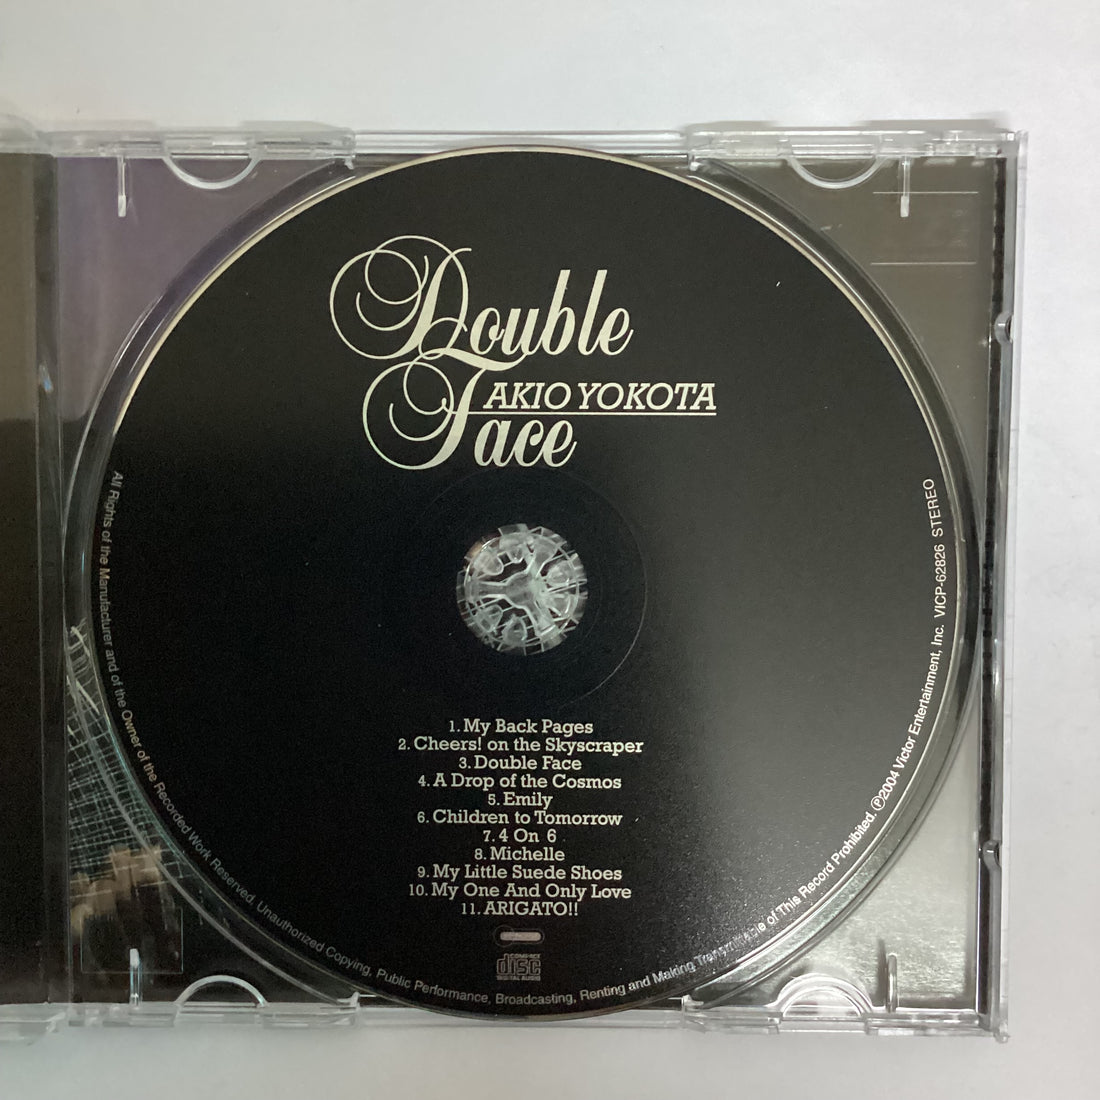 Double
AKIO YOKOTA
Face
1. My Back Pages
2. Cheers! on the Skyscraper
3. Double Face
4. A Drop of the Cosmos
5. Emily
6. Children to Tomorrow
7. 4 On 6
8. Michelle
9. My Little Suede Shoes
10. My One And Only Love
11. ARIGATO!!
COMPACT
disc
DIGITAL AUDIO
All Rights of the Manufacturer and of the Owner of the Recorded Work Reserved. Unauthorized Copying, Public Performance, Broadcasting, Renting and Making Transmittable of This Record Prohibited. ℗2004 Victor Entertainment, Inc. VICP-62826 STEREO